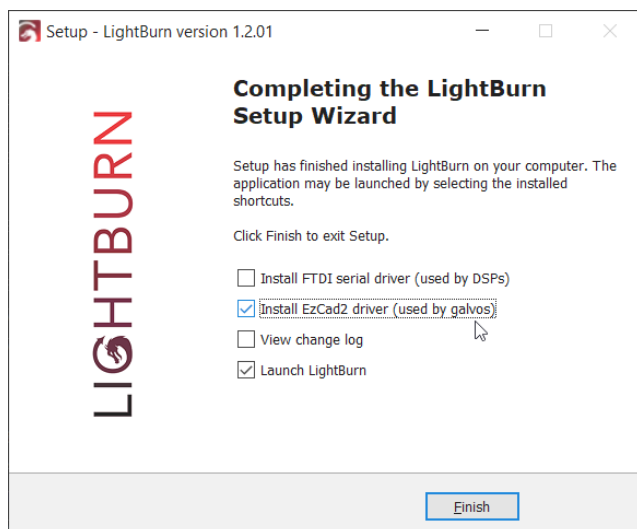 Setup - LightBurn version 1.2.01
LIGHTBURN
Completing the LightBurn
Setup Wizard
Setup has finished installing LightBurn on your computer. The
application may be launched by selecting the installed
shortcuts.
Click Finish to exit Setup.
Install FTDI serial driver (used by DSPs)
Install EzCad2 driver (used by galvos)
View change log
Launch LightBurn
Finish